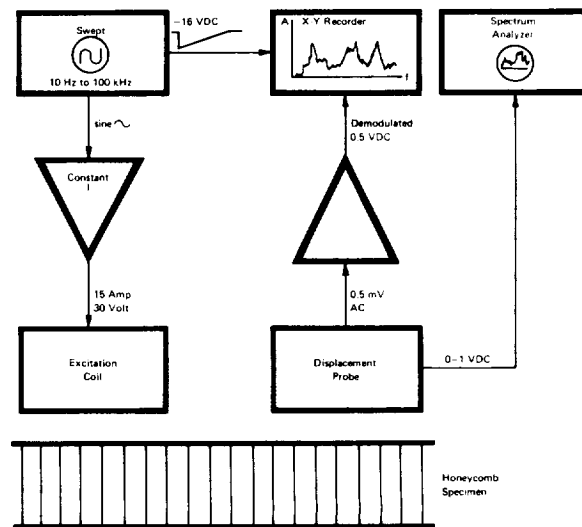 Swept
10 Hz to 100 kHz
−16 VDC
A
X-Y Recorder
f
Spectrum
Analyzer
sine
Demodulated
0.5 VDC
Constant
I
15 Amp
30 Volt
0.5 mV
AC
Excitation
Coil
Displacement
Probe
0–1 VDC
Honeycomb
Specimen